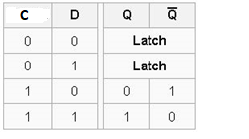 C D Q Q̅
0 0 Latch
0 1 Latch
1 0 0 1
1 1 1 0